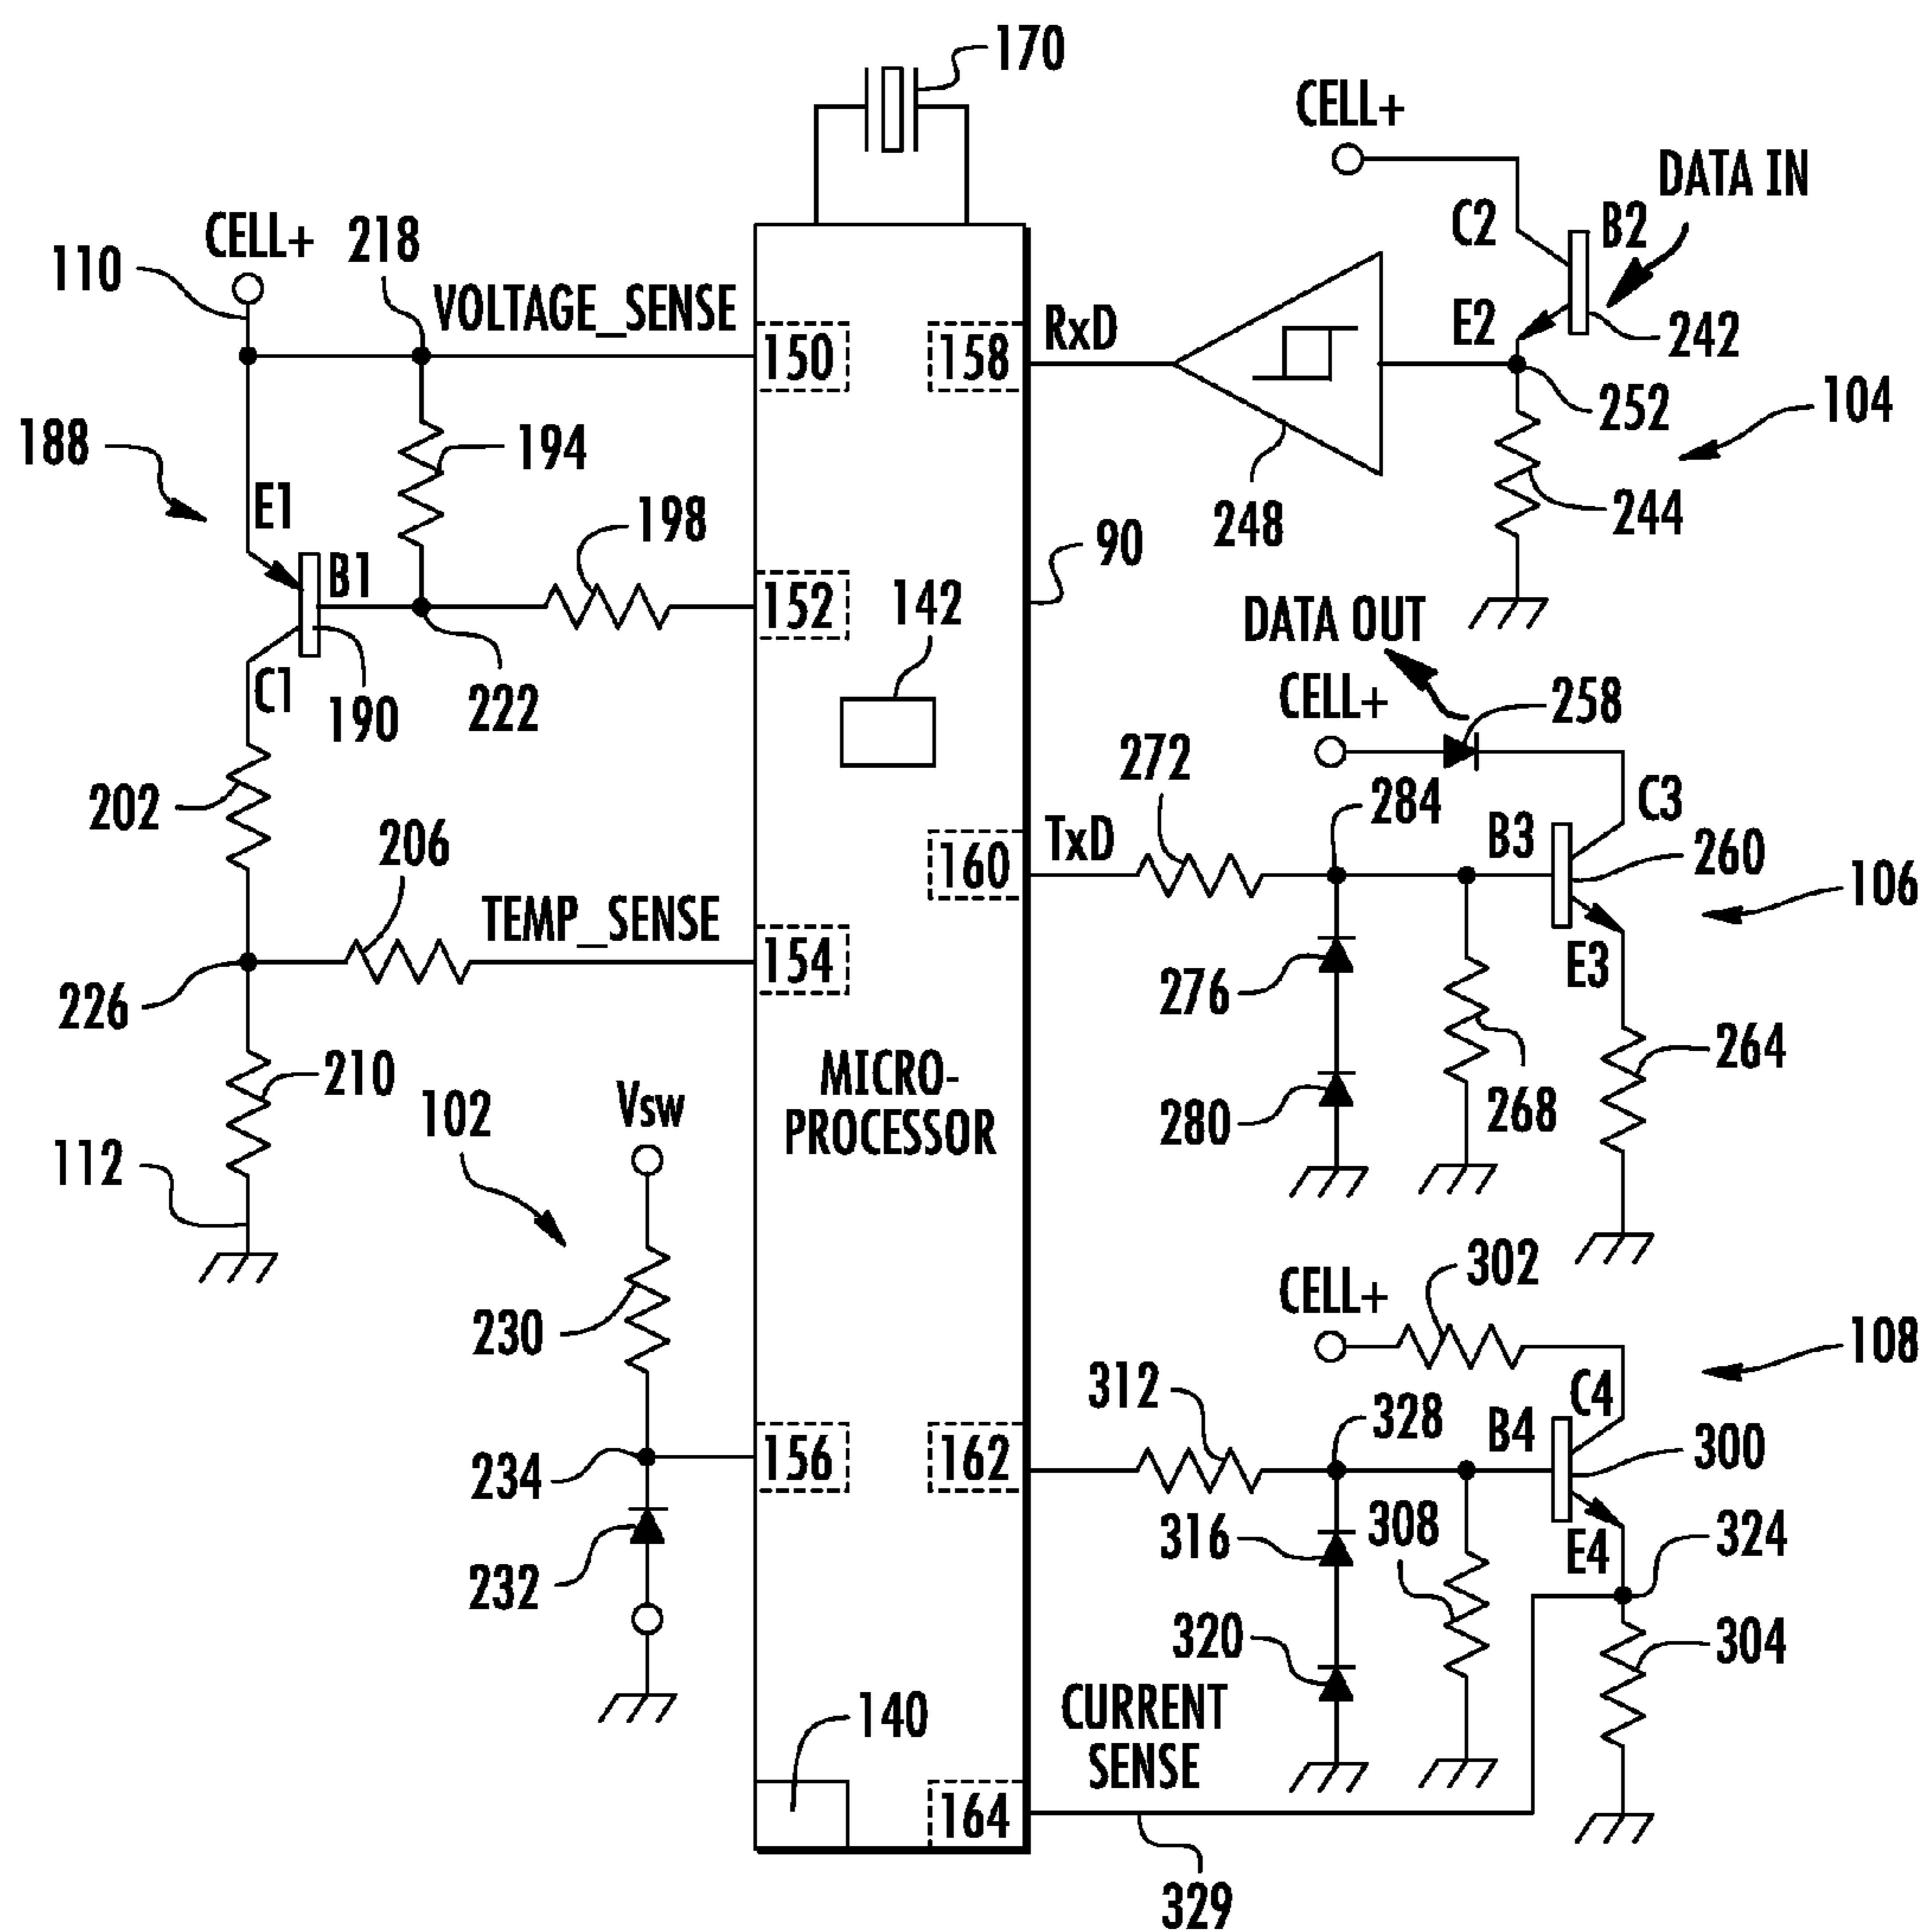 170
CELL+
DATA IN
CELL+
218
110
C2
B2
VOLTAGE_SENSE
RxD
E2
242
150
158
252
104
188
194
E1
198
248
244
90
B1
152
142
DATA OUT
C1
190
222
CELL+
258
272
202
284
C3
206
TxD
B3
160
260
106
TEMP_SENSE
154
E3
226
276
210
MICRO-
PROCESSOR
264
102
Vsw
280
268
112
302
CELL+
230
108
312
C4
328
B4
234
156
162
300
316
308
E4
324
232
320
304
140
CURRENT
SENSE
164
329